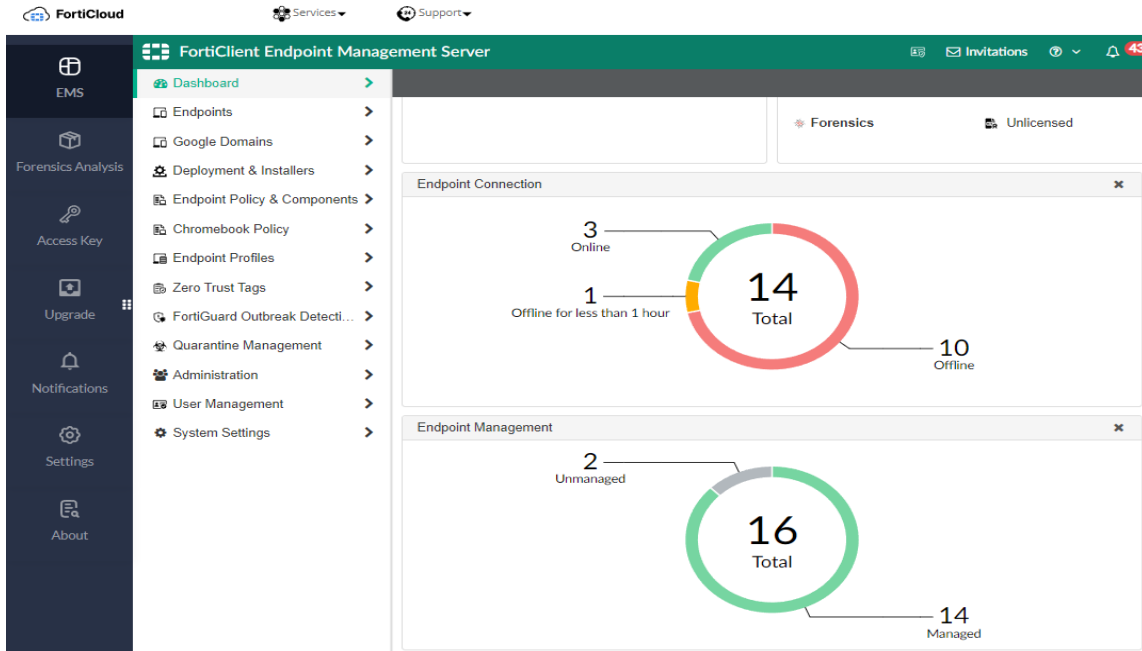 FortiCloud
Services
Support
FortiClient Endpoint Management Server
Invitations
43
EMS
Forensics Analysis
Access Key
Upgrade
Notifications
Settings
About
Dashboard
Endpoints
Google Domains
Deployment & Installers
Endpoint Policy & Components
Chromebook Policy
Endpoint Profiles
Zero Trust Tags
FortiGuard Outbreak Detecti...
Quarantine Management
Administration
User Management
System Settings
Forensics
Unlicensed
Endpoint Connection
3
Online
1
Offline for less than 1 hour
14
Total
10
Offline
Endpoint Management
2
Unmanaged
16
Total
14
Managed